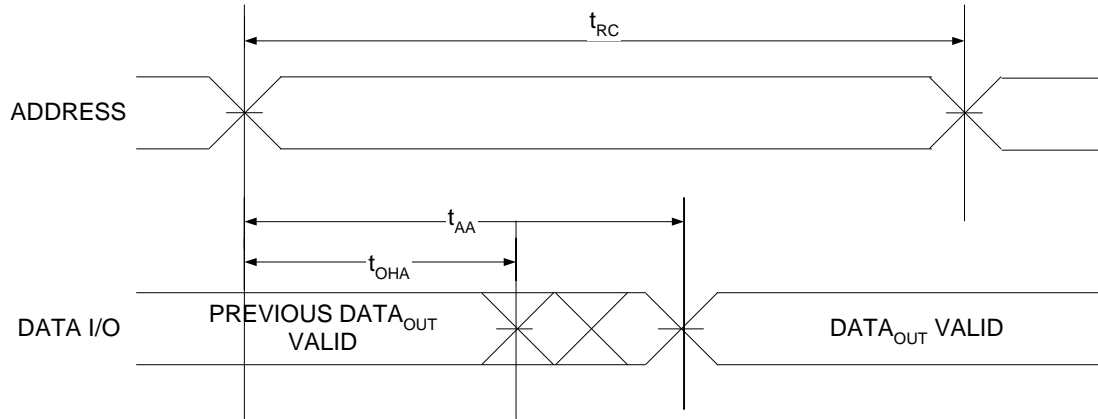 tRC
ADDRESS
tAA
tOHA
DATA I/O
PREVIOUS DATAOUT
VALID
DATAOUT VALID